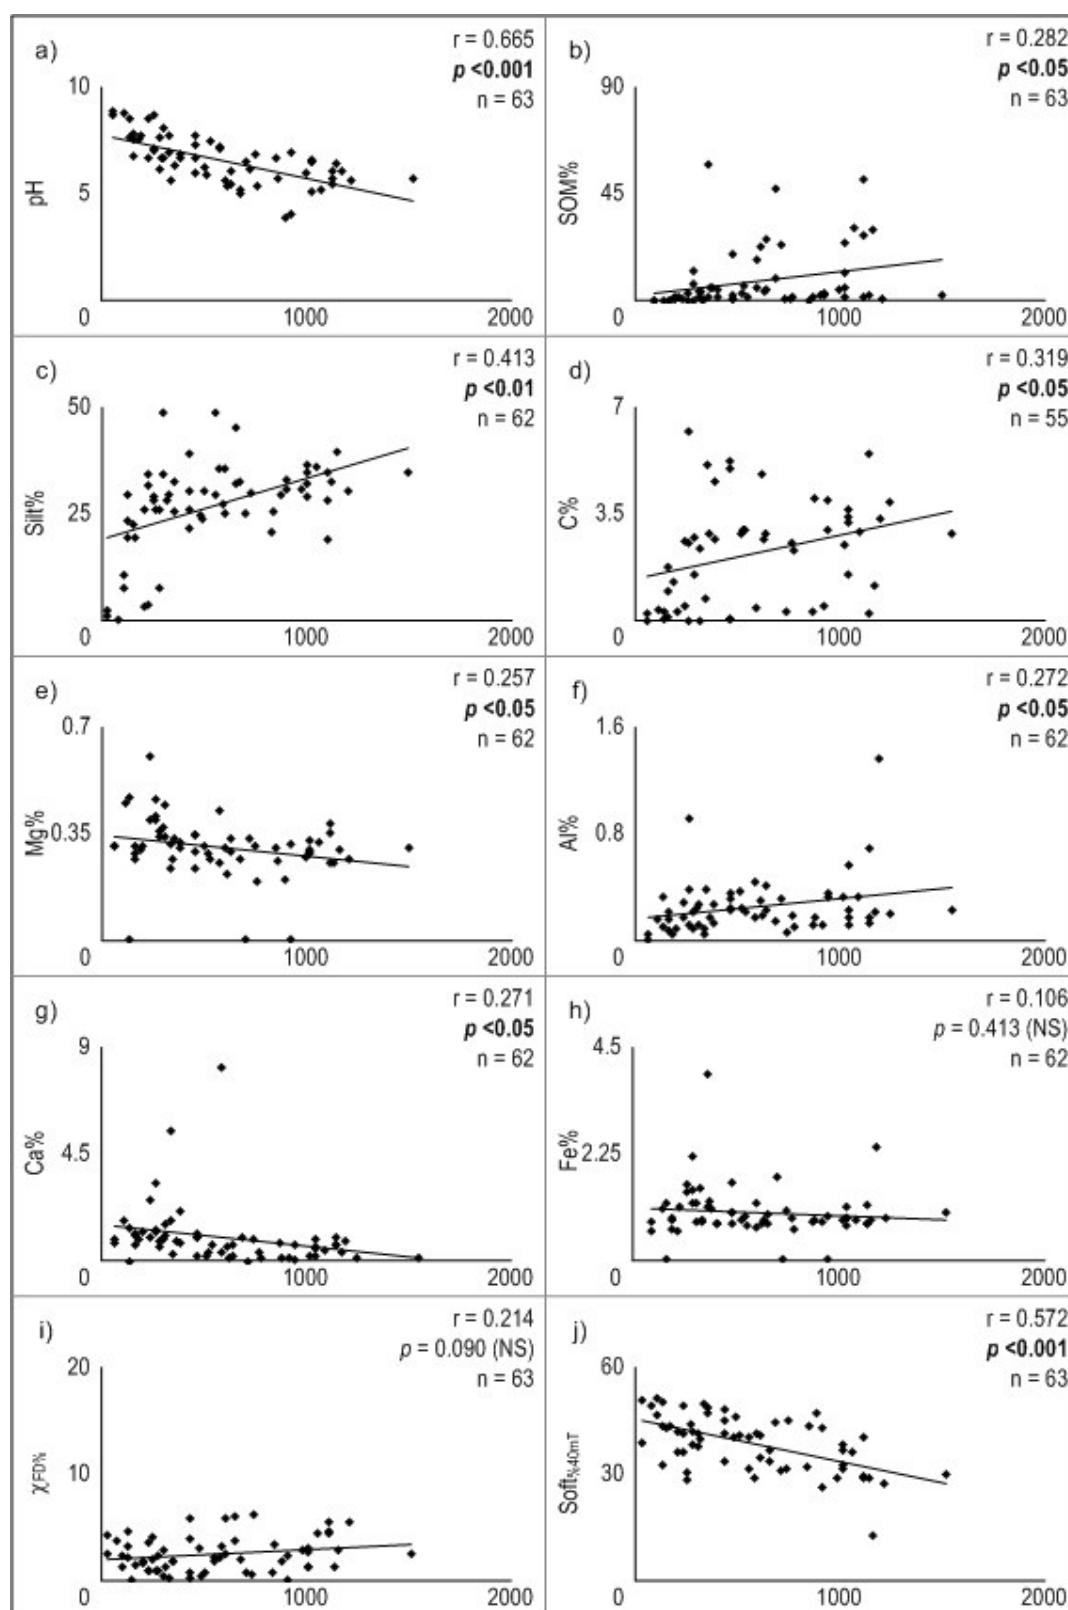 a)
r = 0.665
p <0.001
n = 63
10
5
pH
0
1000
2000
b)
r = 0.282
p <0.05
n = 63
90
45
SOM%
0
1000
2000
c)
r = 0.413
p <0.01
n = 62
50
25
Silt%
0
1000
2000
d)
r = 0.319
p <0.05
n = 55
7
3.5
C%
0
1000
2000
e)
r = 0.257
p <0.05
n = 62
0.7
0.35
Mg%
0
1000
2000
f)
r = 0.272
p <0.05
n = 62
1.6
0.8
Al%
0
1000
2000
g)
r = 0.271
p <0.05
n = 62
9
4.5
Ca%
0
1000
2000
h)
r = 0.106
p = 0.413 (NS)
n = 62
4.5
2.25
Fe%
0
1000
2000
i)
r = 0.214
p = 0.090 (NS)
n = 63
20
10
χFD%
0
1000
2000
j)
r = 0.572
p <0.001
n = 63
60
30
Soft%40mT
0
1000
2000